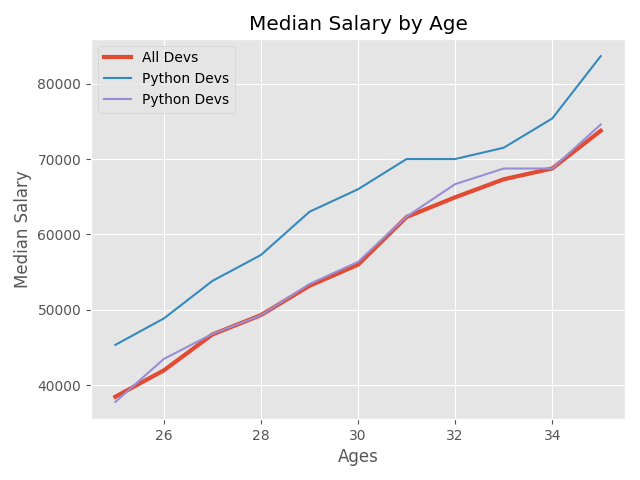 Median Salary by Age
All Devs
Python Devs
Python Devs
80000
70000
60000
50000
40000
Median Salary
26 28 30 32 34
Ages